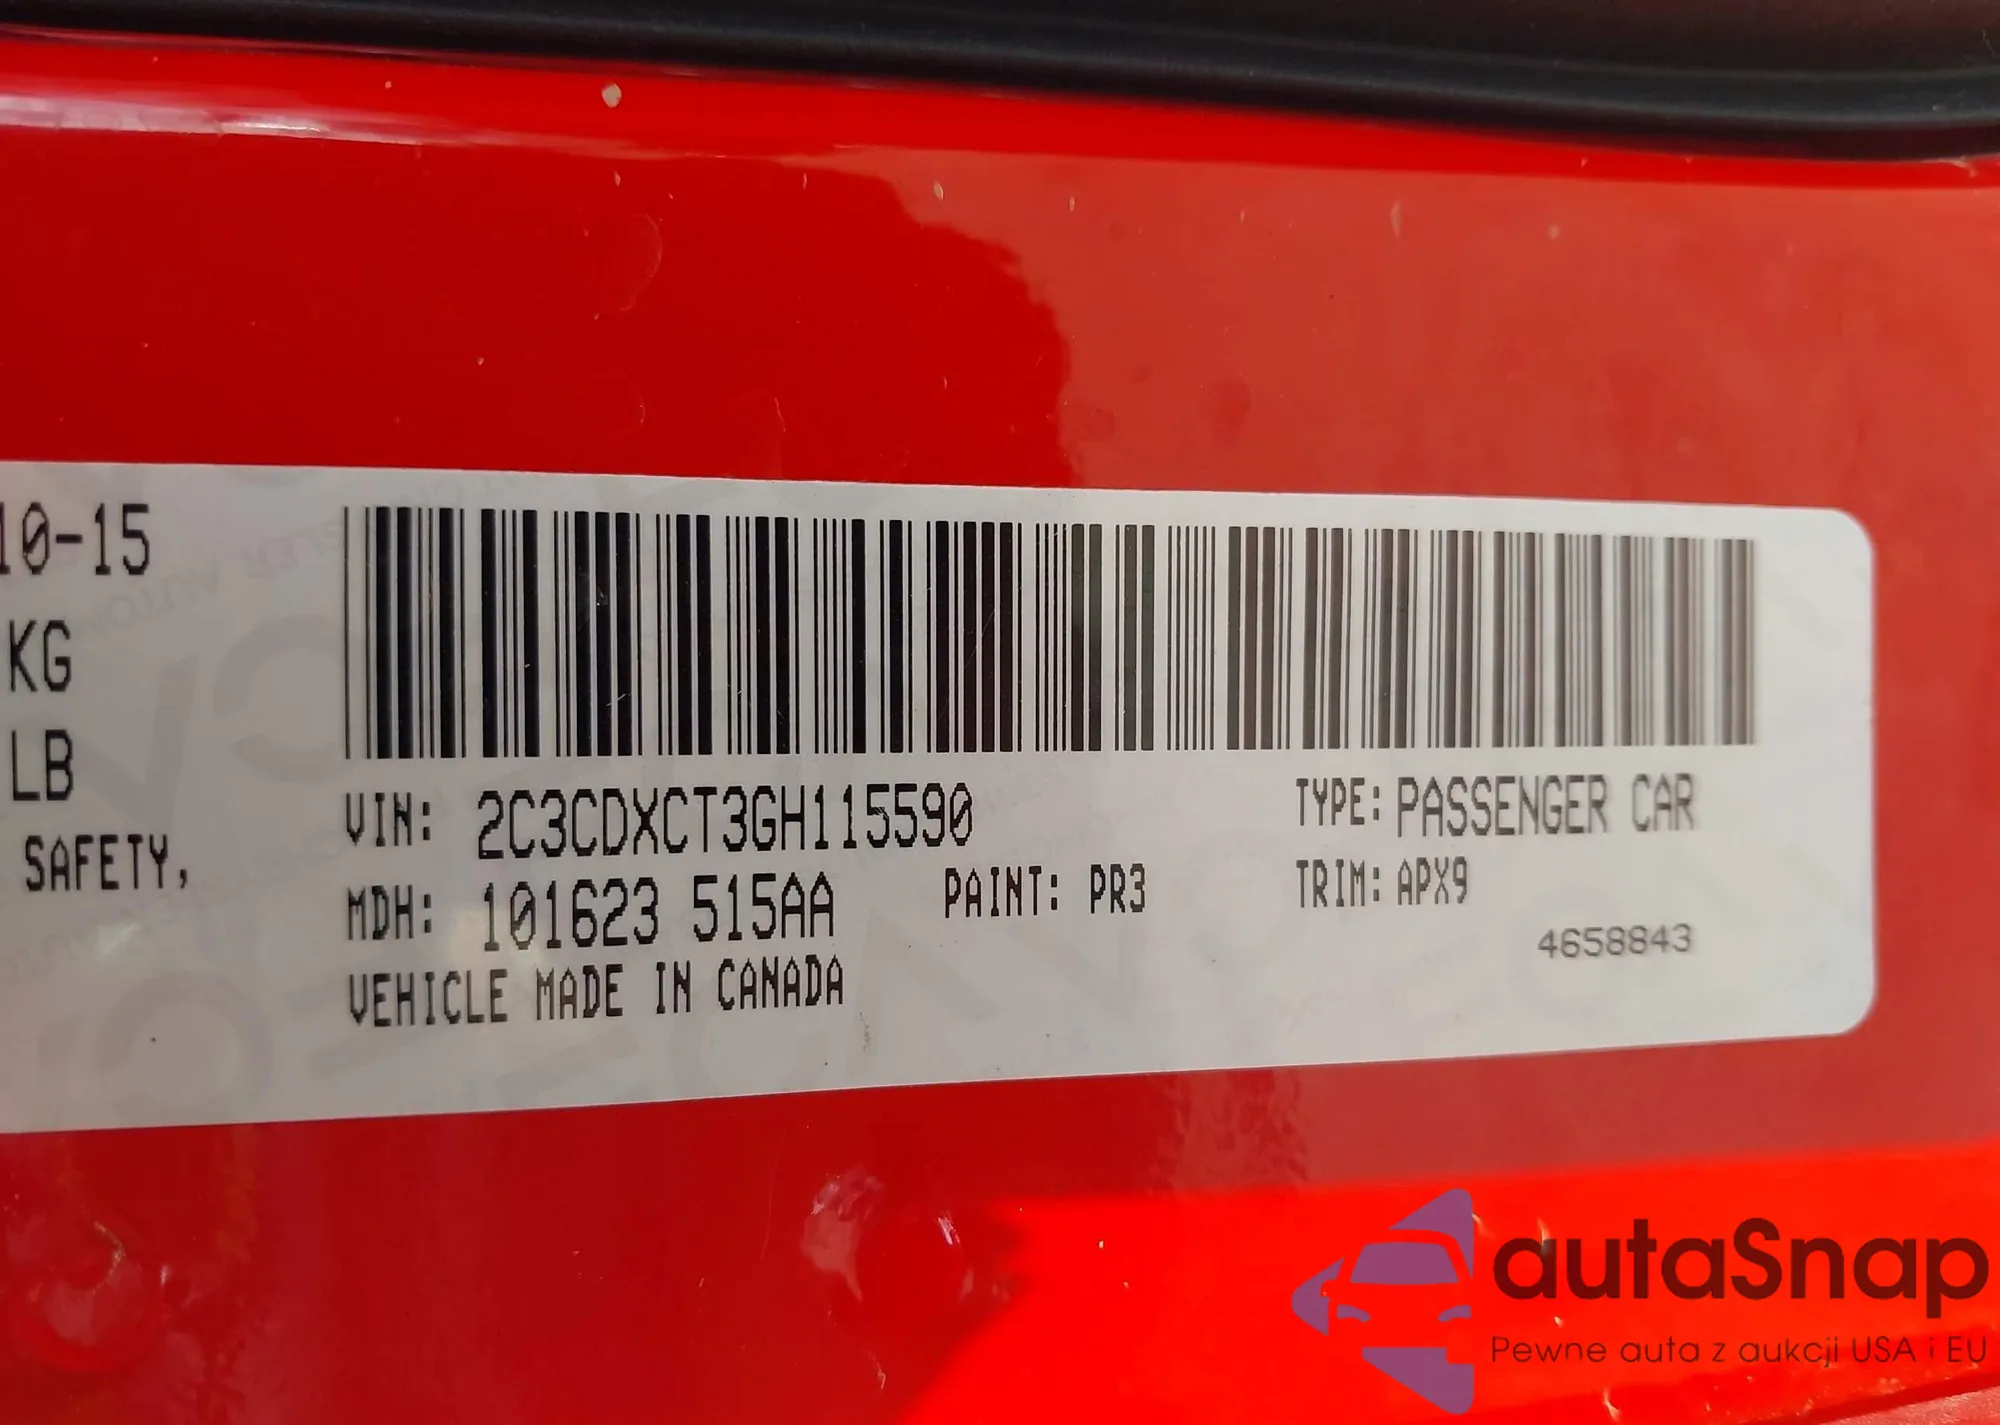 10-15
KG
LB
SAFETY,
VIN: 2C3CDXCT3GH115590
TYPE: PASSENGER CAR
MDH: 101623 515AA
PAINT: PR3
TRIM: APX9
VEHICLE MADE IN CANADA
4658843
autaSnap
Pewne auta z aukcji USA i EU